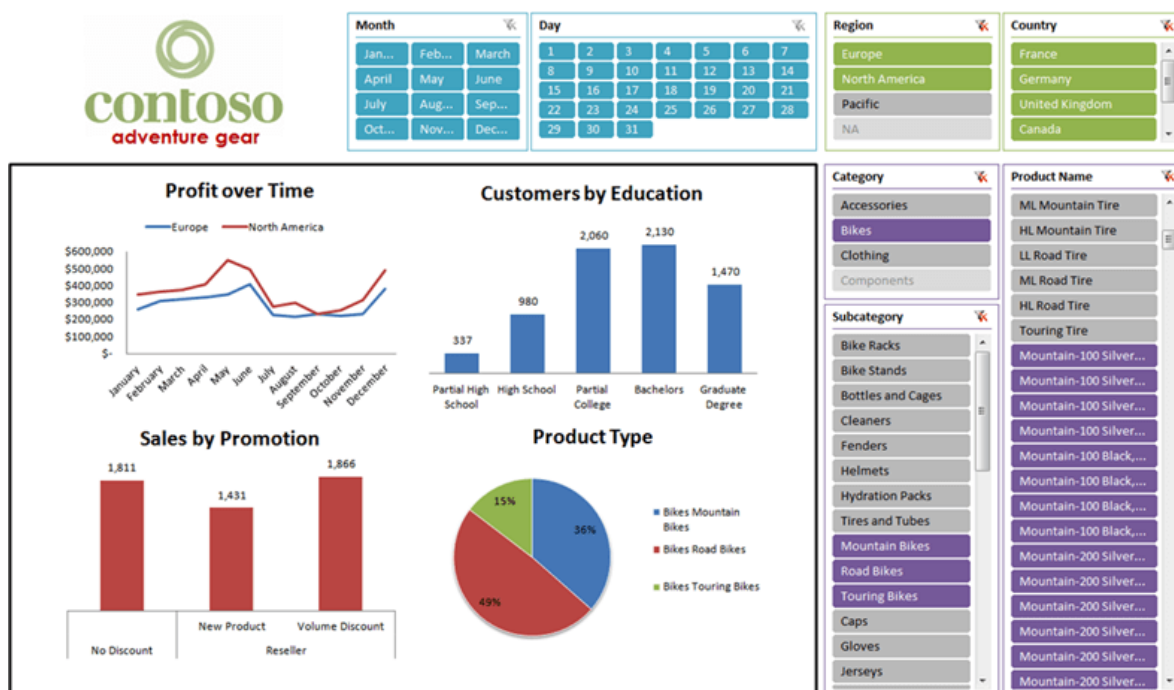 contoso
adventure gear
Month
Jan... Feb... March
April May June
July Aug... Sep...
Oct... Nov... Dec...
Day
1 2 3 4 5 6 7
8 9 10 11 12 13 14
15 16 17 18 19 20 21
22 23 24 25 26 27 28
29 30 31
Region
Europe
North America
Pacific
NA
Country
France
Germany
United Kingdom
Canada
Profit over Time
Europe North America
$600,000
$500,000
$400,000
$300,000
$200,000
$100,000
$-
January February March April May June July August September October November December
Customers by Education
337 980 2,060 2,130 1,470
Partial High School
High School
Partial College
Bachelors
Graduate Degree
Sales by Promotion
1,811 1,431 1,866
New Product Volume Discount
No Discount Reseller
Product Type
15%
36%
49%
Bikes Mountain
Bikes
Bikes Road Bikes
Bikes Touring Bikes
Category
Accessories
Bikes
Clothing
Components
Subcategory
Bike Racks
Bike Stands
Bottles and Cages
Cleaners
Fenders
Helmets
Hydration Packs
Tires and Tubes
Mountain Bikes
Road Bikes
Touring Bikes
Caps
Gloves
Jerseys
Product Name
ML Mountain Tire
HL Mountain Tire
LL Road Tire
ML Road Tire
HL Road Tire
Touring Tire
Mountain-100 Silver...
Mountain-100 Silver...
Mountain-100 Silver...
Mountain-100 Silver...
Mountain-100 Black,...
Mountain-100 Black,...
Mountain-100 Black,...
Mountain-100 Black,...
Mountain-200 Silver...
Mountain-200 Silver...
Mountain-200 Silver...
Mountain-200 Silver...
Mountain-200 Silver...
Mountain-200 Silver...